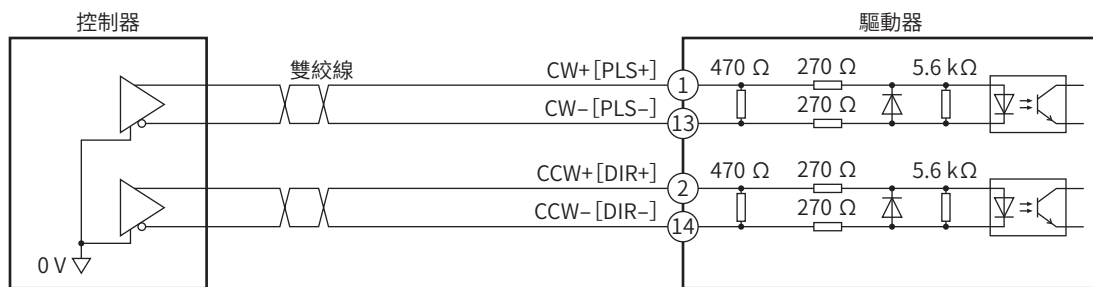 控制器
驅動器
雙絞線
CW+［PLS+］
1
470 Ω
270 Ω
5.6 kΩ
CW–［PLS–］
13
270 Ω
CCW+［DIR+］
2
470 Ω
270 Ω
5.6 kΩ
CCW–［DIR–］
14
270 Ω
0 V